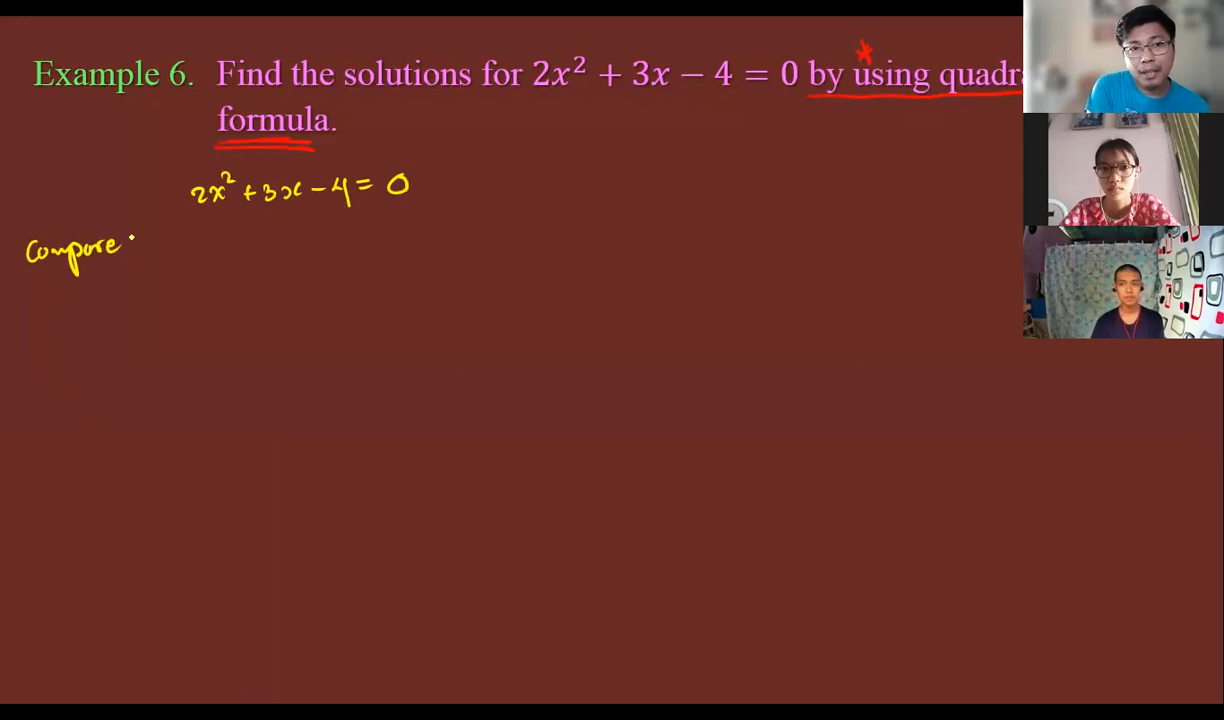 Example 6. Find the solutions for 2x² + 3x − 4 = 0 by using quadr
formula.
2x² + 3x − 4 = 0
Compare